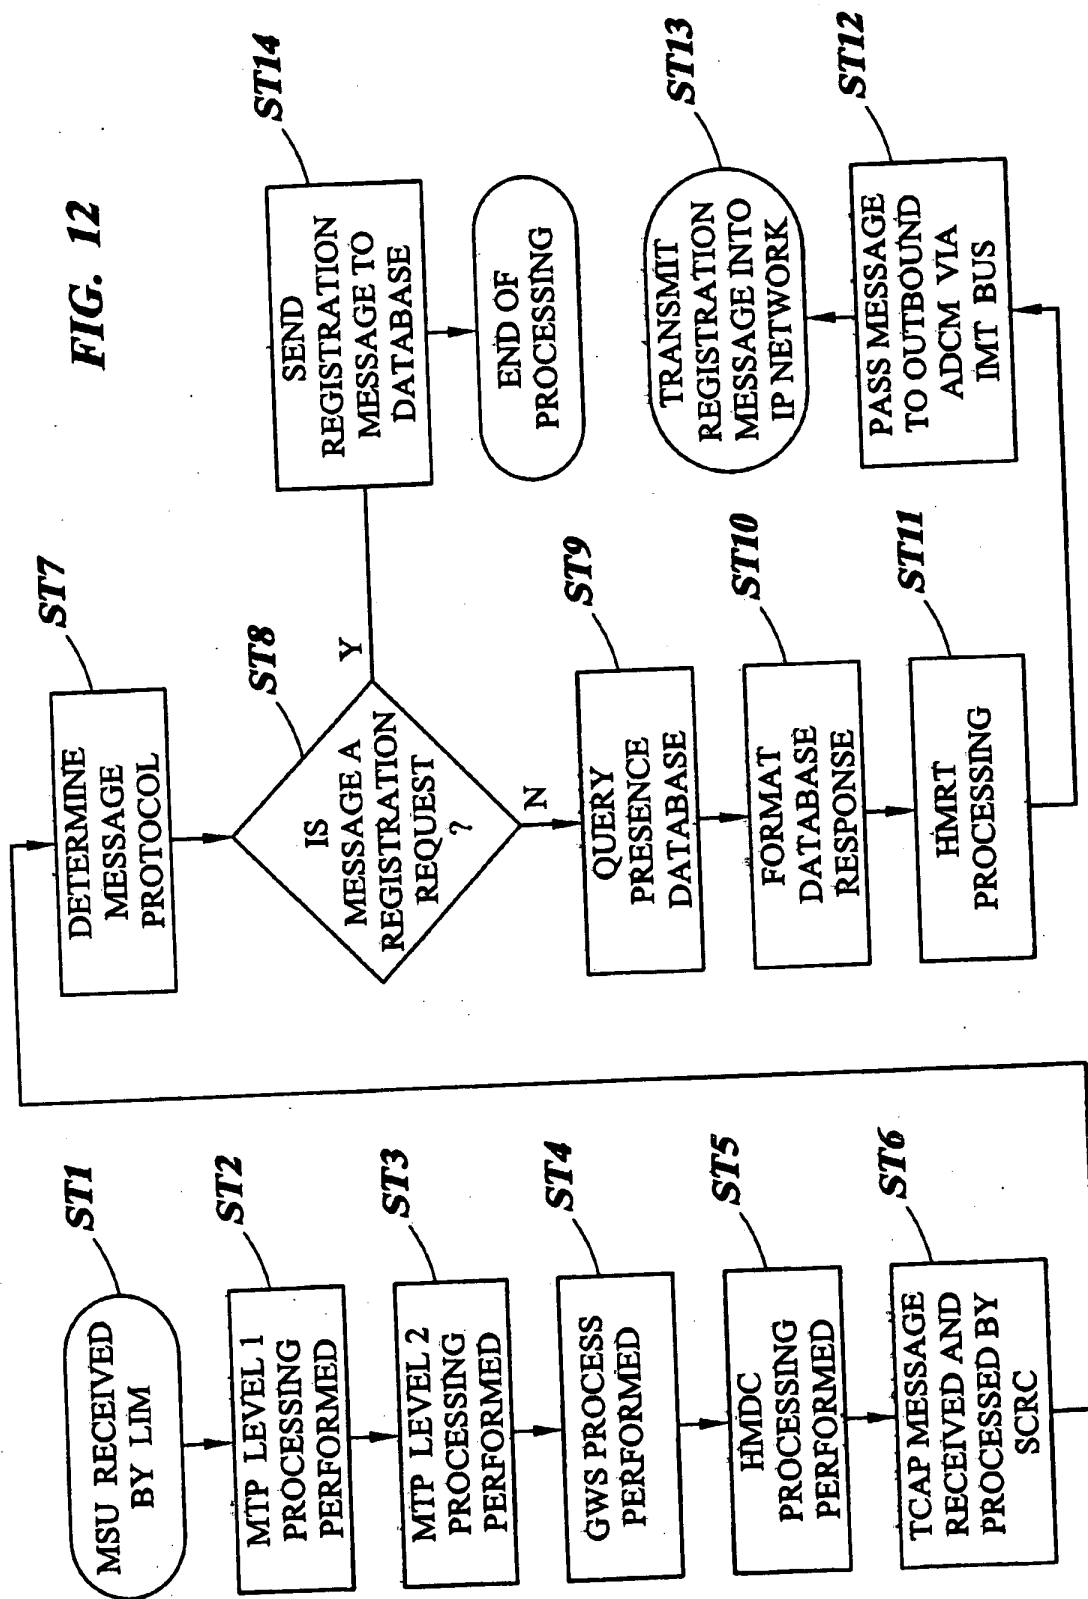 FIG. 12
ST1
MSU RECEIVED
BY LIM
ST2
MTP LEVEL 1
PROCESSING
PERFORMED
ST3
MTP LEVEL 2
PROCESSING
PERFORMED
ST4
GWS PROCESS
PERFORMED
ST5
HMDC
PROCESSING
PERFORMED
ST6
TCAP MESSAGE
RECEIVED AND
PROCESSED BY
SCRC
ST7
DETERMINE
MESSAGE
PROTOCOL
ST8
IS
MESSAGE A
REGISTRATION
REQUEST
?
Y
N
ST9
QUERY
PRESENCE
DATABASE
ST10
FORMAT
DATABASE
RESPONSE
ST11
HMRT
PROCESSING
ST14
SEND
REGISTRATION
MESSAGE TO
DATABASE
END OF
PROCESSING
ST13
TRANSMIT
REGISTRATION
MESSAGE INTO
IP NETWORK
ST12
PASS MESSAGE
TO OUTBOUND
ADCM VIA
IMT BUS